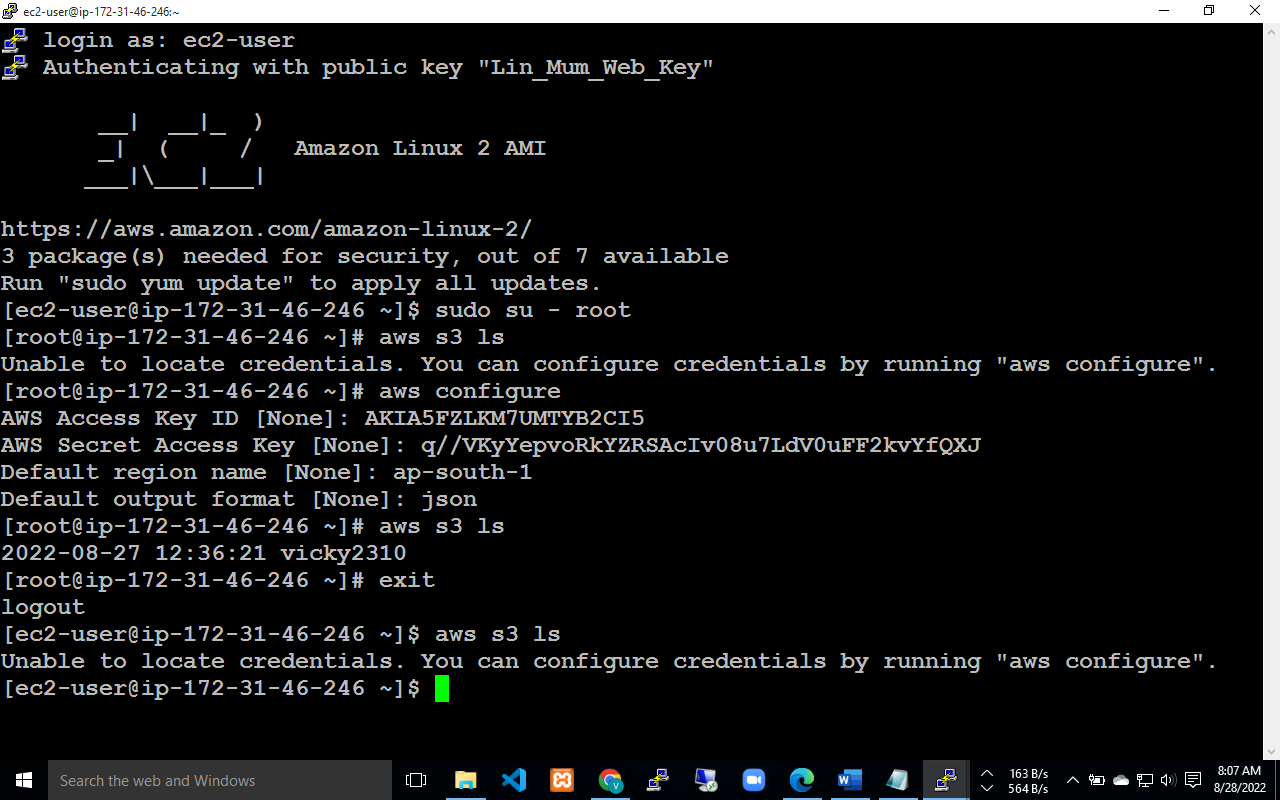 ec2-user@ip-172-31-46-246:~
login as: ec2-user
Authenticating with public key "Lin_Mum_Web_Key"
__| __|_ )
_| ( / Amazon Linux 2 AMI
___|\___|___|
https://aws.amazon.com/amazon-linux-2/
3 package(s) needed for security, out of 7 available
Run "sudo yum update" to apply all updates.
[ec2-user@ip-172-31-46-246 ~]$ sudo su - root
[root@ip-172-31-46-246 ~]# aws s3 ls
Unable to locate credentials. You can configure credentials by running "aws configure".
[root@ip-172-31-46-246 ~]# aws configure
AWS Access Key ID [None]: AKIA5FZLKM7UMTYB2CI5
AWS Secret Access Key [None]: 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
Default region name [None]: ap-south-1
Default output format [None]: json
[root@ip-172-31-46-246 ~]# aws s3 ls
2022-08-27 12:36:21 vicky2310
[root@ip-172-31-46-246 ~]# exit
logout
[ec2-user@ip-172-31-46-246 ~]$ aws s3 ls
Unable to locate credentials. You can configure credentials by running "aws configure".
[ec2-user@ip-172-31-46-246 ~]$
Search the web and Windows
163 B/s
564 B/s
8:07 AM
8/28/2022